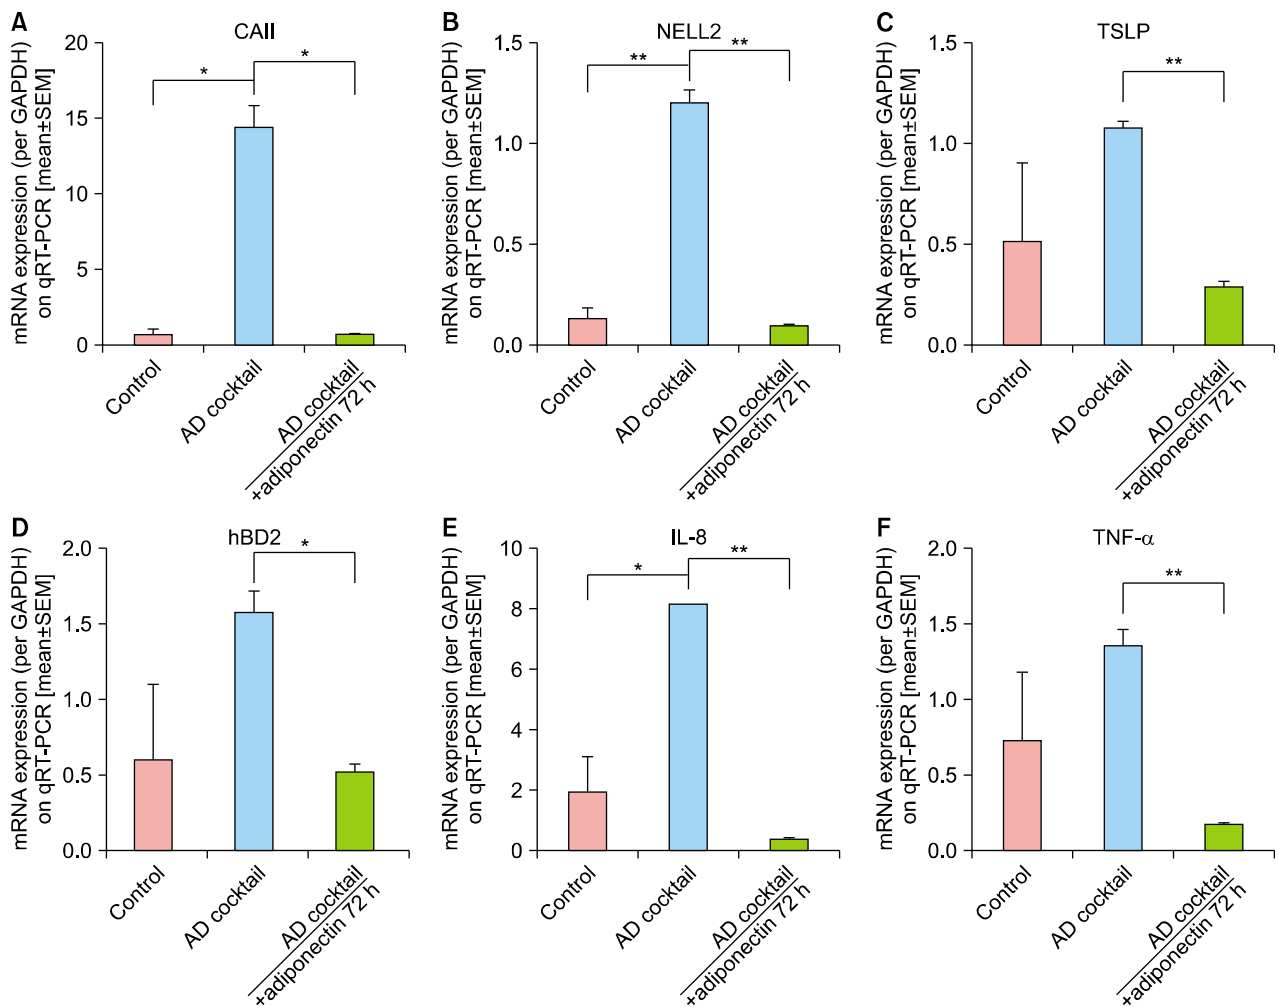 A
CAII
mRNA expression (per GAPDH)
on qRT-PCR [mean±SEM]
20
15
10
5
0
*
*
Control
AD cocktail
AD cocktail
+adiponectin 72 h
B
NELL2
mRNA expression (per GAPDH)
on qRT-PCR [mean±SEM]
1.5
1.0
0.5
0.0
**
**
Control
AD cocktail
AD cocktail
+adiponectin 72 h
C
TSLP
mRNA expression (per GAPDH)
on qRT-PCR [mean±SEM]
1.5
1.0
0.5
0.0
**
Control
AD cocktail
AD cocktail
+adiponectin 72 h
D
hBD2
mRNA expression (per GAPDH)
on qRT-PCR [mean±SEM]
2.0
1.5
1.0
0.5
0.0
*
Control
AD cocktail
AD cocktail
+adiponectin 72 h
E
IL-8
mRNA expression (per GAPDH)
on qRT-PCR [mean±SEM]
10
8
6
4
2
0
*
**
Control
AD cocktail
AD cocktail
+adiponectin 72 h
F
TNF-α
mRNA expression (per GAPDH)
on qRT-PCR [mean±SEM]
2.0
1.5
1.0
0.5
0.0
**
Control
AD cocktail
AD cocktail
+adiponectin 72 h